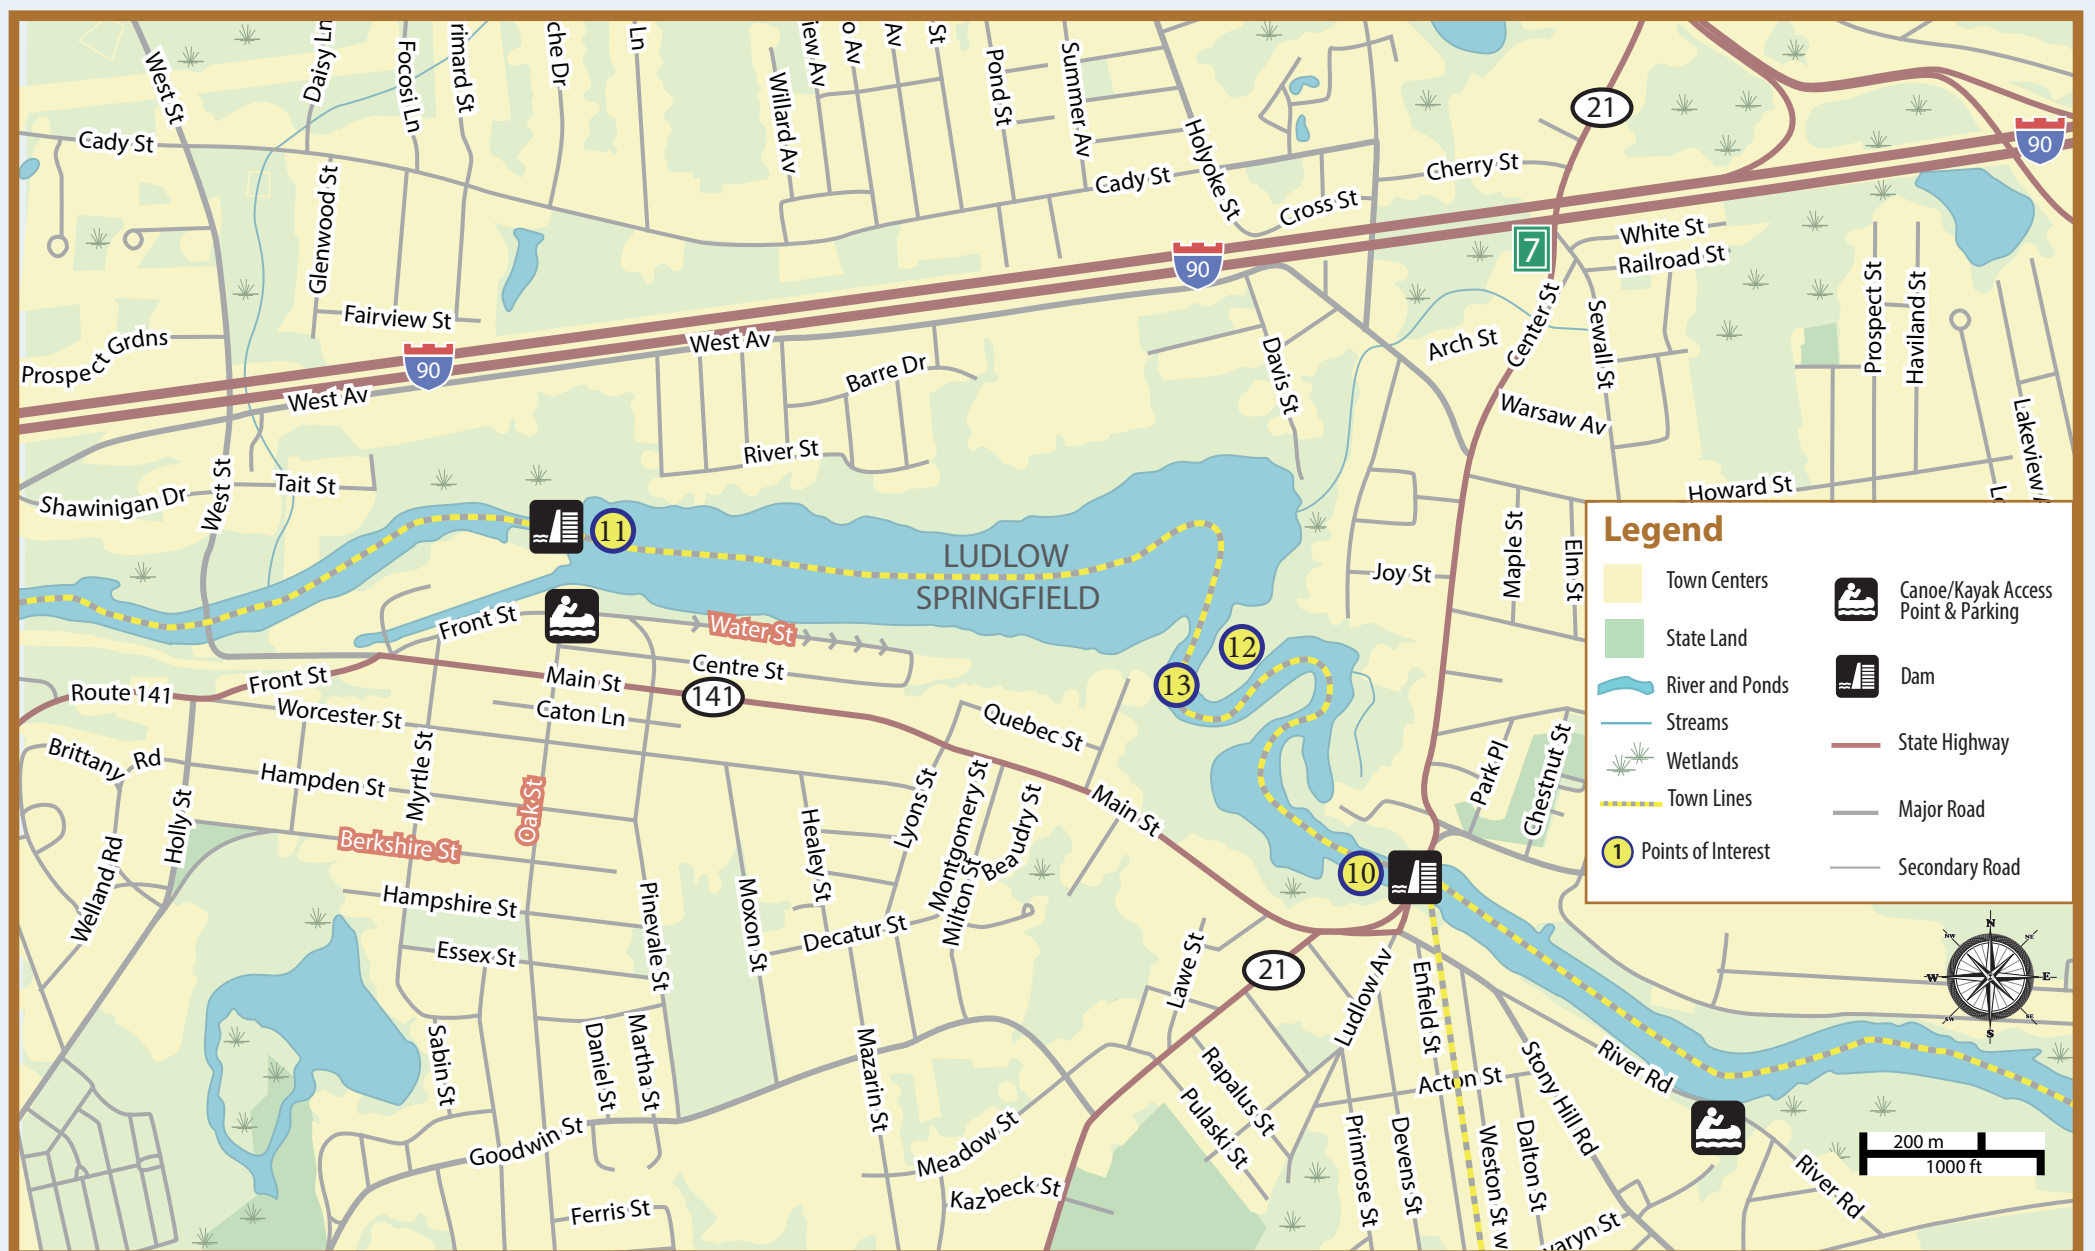 West St
Daisy Ln
Focosi Ln
rimard St
che Dr
Ln
Willard Av
iew Av
o Av
Av
St
Pond St
Summer Av
Holyoke St
21
90
Cady St
Cady St
Cherry St
Cross St
Glenwood St
7
White St
Railroad St
90
Fairview St
Center St
Sewall St
Prospect St
Haviland St
Prospect Grdns
90
West Av
Arch St
West Av
Barre Dr
Davis St
Warsaw Av
Lakeview
River St
West St
Tait St
Shawinigan Dr
Howard St
11
Maple St
Elm St
LUDLOW
SPRINGFIELD
Joy St
Front St
Water St
12
Centre St
13
Route 141
Front St
Main St
141
Worcester St
Caton Ln
Quebec St
Brittany Rd
Hampden St
Myrtle St
Oak St
Holly St
Berkshire St
Welland Rd
Healey St
Lyons St
Montgomery St
Milton St
Beaudry St
Main St
Park Pl
Chestnut St
10
Hampshire St
Pinevale St
Moxon St
Decatur St
Essex St
Lawe St
21
Ludlow Av
Enfield St
Sabin St
Daniel St
Martha St
Mazarin St
Rapalus St
Pulaski St
Acton St
Stony Hill Rd
River Rd
Goodwin St
Meadow St
Kazbeck St
Primrose St
Devens St
Weston St W
Dalton St
River Rd
Ferris St
varyn St
Legend
Town Centers
State Land
River and Ponds
Streams
Wetlands
Town Lines
1 Points of Interest
Canoe/Kayak Access
Point & Parking
Dam
State Highway
Major Road
Secondary Road
N
NE
E
SE
S
SW
W
NW
200 m
1000 ft